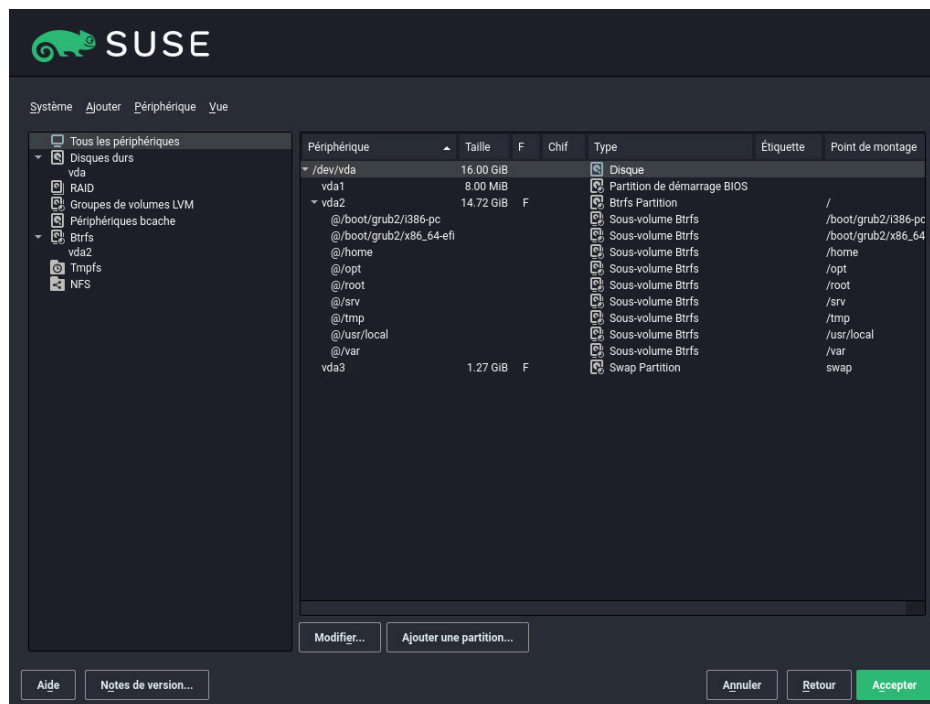 SUSE
Système Ajouter Périphérique Vue
Tous les périphériques
Disques durs
vda
RAID
Groupes de volumes LVM
Périphériques bcache
Btrfs
vda2
Tmpfs
NFS
Périphérique Taille F Chif Type Étiquette Point de montage
/dev/vda 16.00 GiB Disque
vda1 8.00 MiB Partition de démarrage BIOS
vda2 14.72 GiB F Btrfs Partition /
@/boot/grub2/i386-pc Sous-volume Btrfs /boot/grub2/i386-pc
@/boot/grub2/x86_64-efi Sous-volume Btrfs /boot/grub2/x86_64
@/home Sous-volume Btrfs /home
@/opt Sous-volume Btrfs /opt
@/root Sous-volume Btrfs /root
@/srv Sous-volume Btrfs /srv
@/tmp Sous-volume Btrfs /tmp
@/usr/local Sous-volume Btrfs /usr/local
@/var Sous-volume Btrfs /var
vda3 1.27 GiB F Swap Partition swap
Modifier... Ajouter une partition...
Aide Notes de version... Annuler Retour Accepter